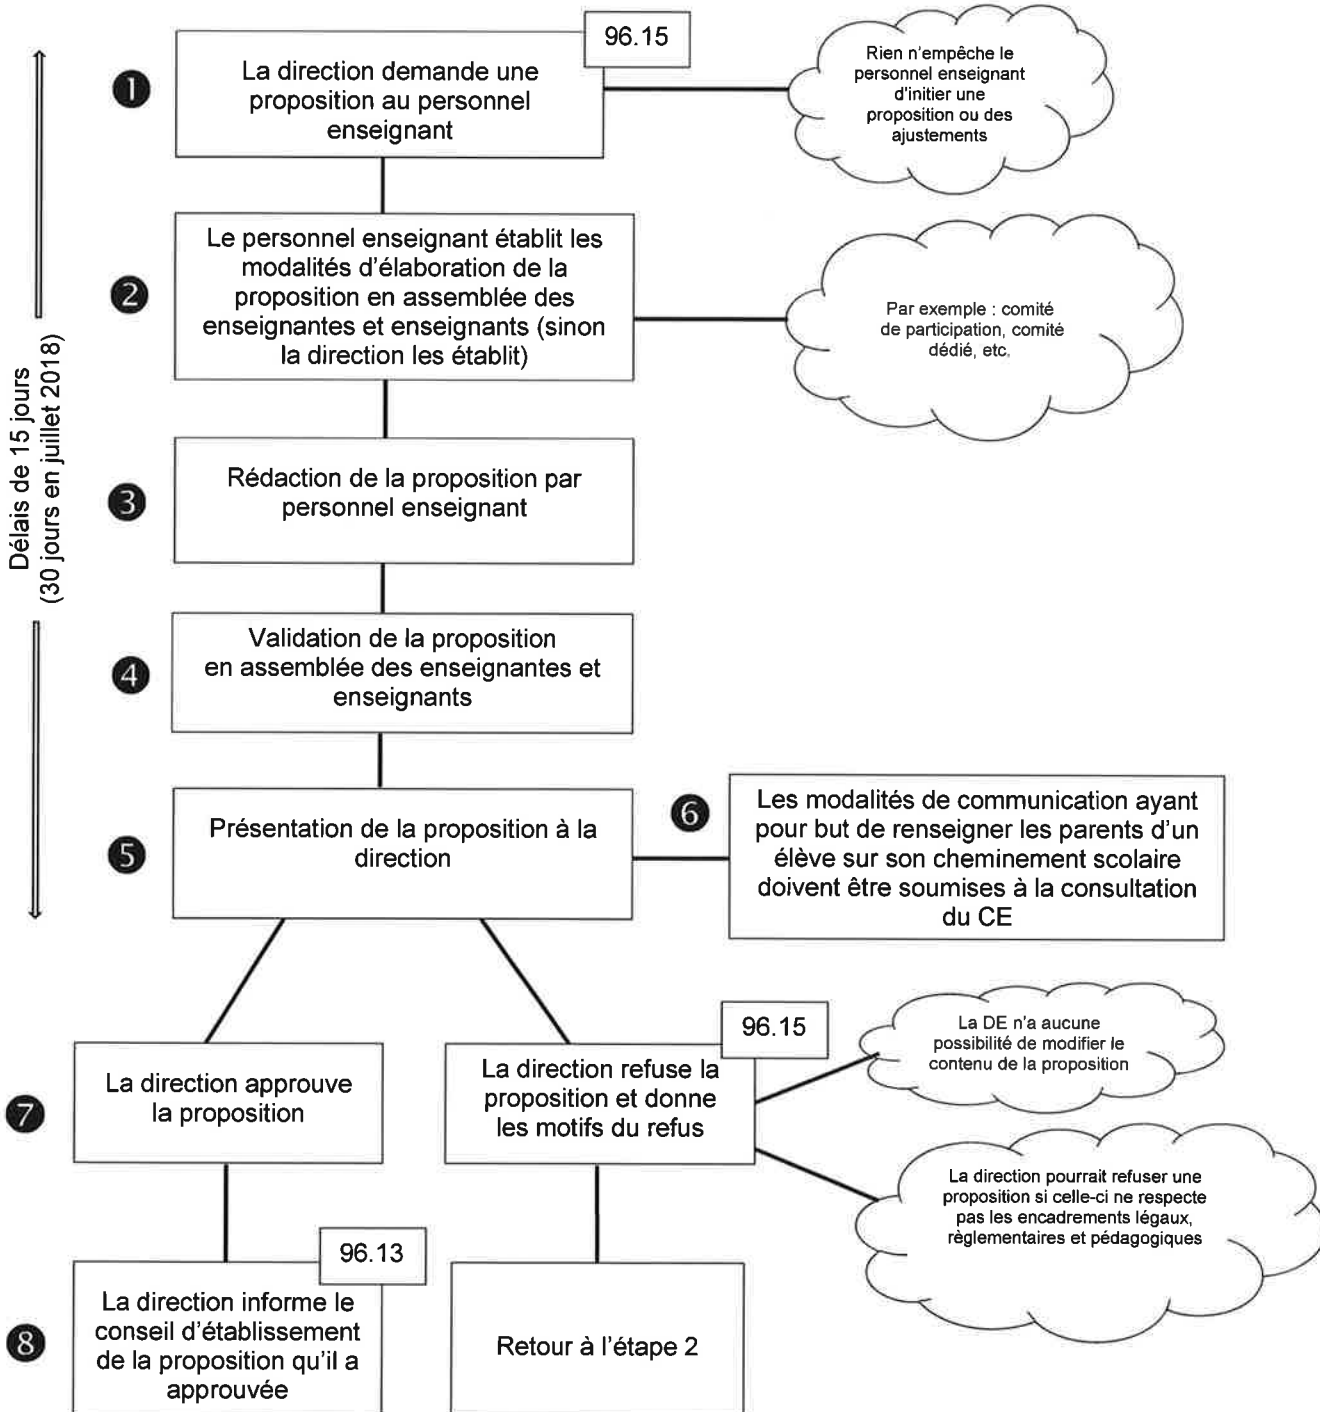 96.15
❶
La direction demande une
proposition au personnel
enseignant
Rien n'empêche le
personnel enseignant
d'initier une
proposition ou des
ajustements
Délais de 15 jours
(30 jours en juillet 2018)
❷
Le personnel enseignant établit les
modalités d'élaboration de la
proposition en assemblée des
enseignantes et enseignants (sinon
la direction les établit)
Par exemple : comité
de participation, comité
dédié, etc.
❸
Rédaction de la proposition par
personnel enseignant
❹
Validation de la proposition
en assemblée des enseignantes et
enseignants
❺
Présentation de la proposition à la
direction
❻
Les modalités de communication ayant
pour but de renseigner les parents d'un
élève sur son cheminement scolaire
doivent être soumises à la consultation
du CE
❼
La direction approuve
la proposition
96.15
La direction refuse la
proposition et donne
les motifs du refus
La DE n'a aucune
possibilité de modifier le
contenu de la proposition
La direction pourrait refuser une
proposition si celle-ci ne respecte
pas les encadrements légaux,
règlementaires et pédagogiques
❽
96.13
La direction informe le
conseil d'établissement
de la proposition qu'il a
approuvée
Retour à l'étape 2